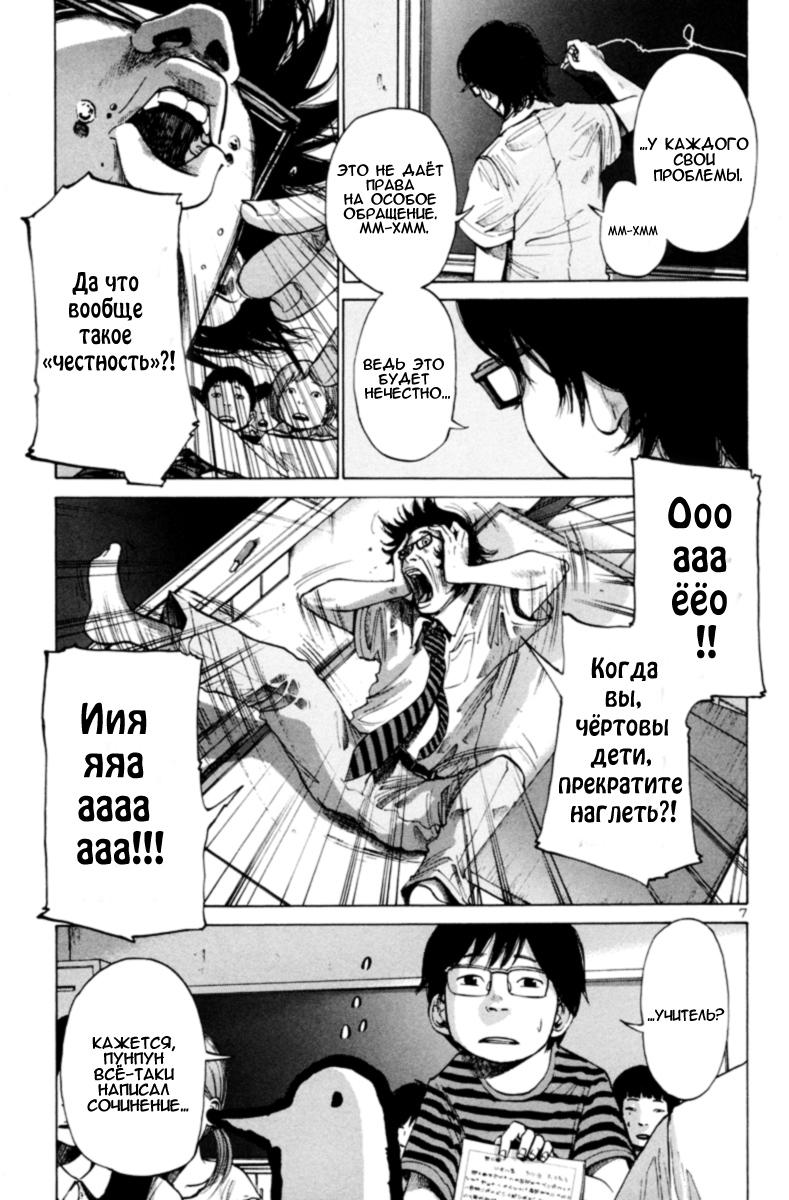 ...У КАЖДОГО
СВОИ
ПРОБЛЕМЫ.
ММ-ХММ
ЭТО НЕ ДАЁТ
ПРАВА
НА ОСОБОЕ
ОБРАЩЕНИЕ.
ММ-ХММ.
ВЕДЬ ЭТО
БУДЕТ
НЕЧЕСТНО...
Да что
вообще
такое
«честность»?!
Ооо
ааа
ёёо
!!
Когда
вы,
чёртовы
дети,
прекратите
наглеть?!
Иия
яяа
аааа
ааа!!!
7
...УЧИТЕЛЬ?
КАЖЕТСЯ,
ПУНПУН
ВСЁ-ТАКИ
НАПИСАЛ
СОЧИНЕНИЕ...